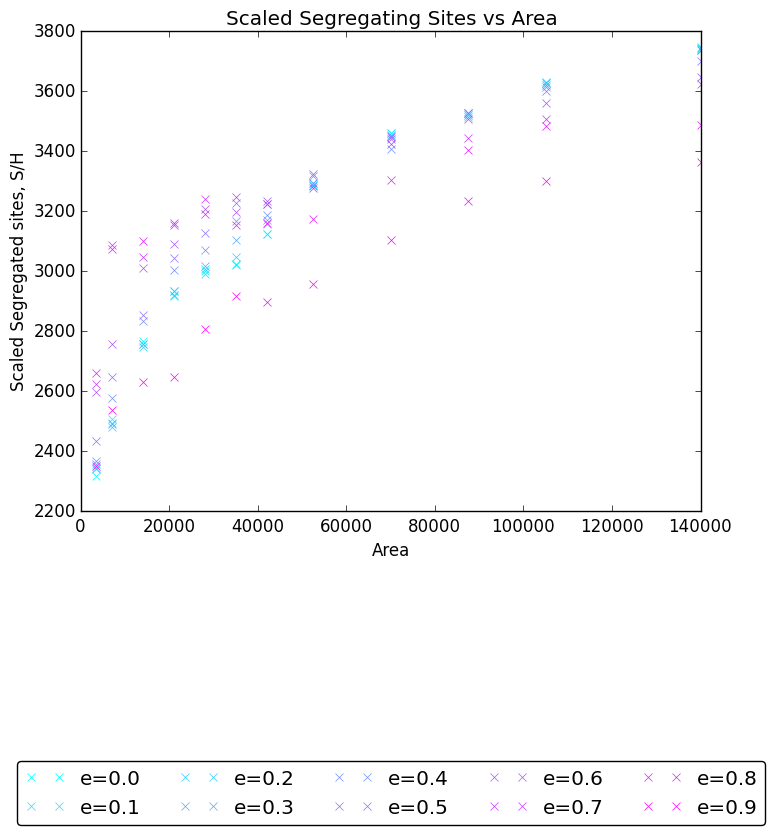 Scaled Segregating Sites vs Area
Scaled Segregated sites, S/H
3800
3600
3400
3200
3000
2800
2600
2400
2200
0 20000 40000 60000 80000 100000 120000 140000
Area
e=0.0 e=0.2 e=0.4 e=0.6 e=0.8
e=0.1 e=0.3 e=0.5 e=0.7 e=0.9